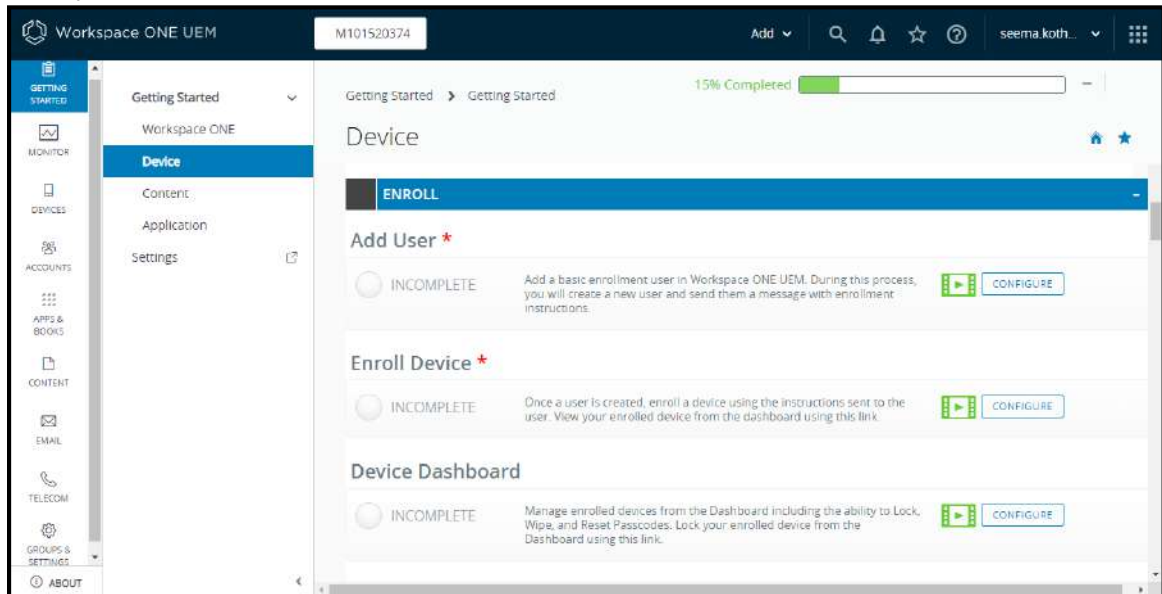 Workspace ONE UEM
M101520374
Add
seema.koth...
GETTING
STARTED
MONITOR
DEVICES
ACCOUNTS
APPS &
BOOKS
CONTENT
EMAIL
TELECOM
GROUPS &
SETTINGS
ABOUT
Getting Started
Workspace ONE
Device
Content
Application
Settings
Getting Started > Getting Started
15% Completed
Device
ENROLL
Add User *
INCOMPLETE
Add a basic enrollment user in Workspace ONE UEM. During this process,
you will create a new user and send them a message with enrollment
instructions.
CONFIGURE
Enroll Device *
INCOMPLETE
Once a user is created, enroll a device using the instructions sent to the
user. View your enrolled device from the dashboard using this link.
CONFIGURE
Device Dashboard
INCOMPLETE
Manage enrolled devices from the Dashboard including the ability to Lock,
Wipe, and Reset Passcodes. Lock your enrolled device from the
Dashboard using this link.
CONFIGURE